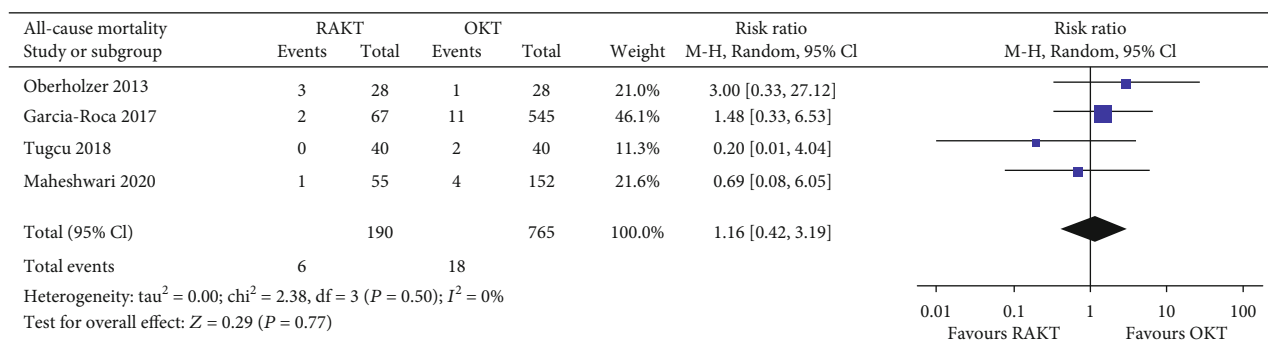 All-cause mortality RAKT OKT Risk ratio Risk ratio
Study or subgroup Events Total Events Total Weight M-H, Random, 95% Cl M-H, Random, 95% Cl
Oberholzer 2013 3 28 1 28 21.0% 3.00 [0.33, 27.12]
Garcia-Roca 2017 2 67 11 545 46.1% 1.48 [0.33, 6.53]
Tugcu 2018 0 40 2 40 11.3% 0.20 [0.01, 4.04]
Maheshwari 2020 1 55 4 152 21.6% 0.69 [0.08, 6.05]
Total (95% Cl) 190 765 100.0% 1.16 [0.42, 3.19]
Total events 6 18
Heterogeneity: tau² = 0.00; chi² = 2.38, df = 3 (P = 0.50); I² = 0%
Test for overall effect: Z = 0.29 (P = 0.77)
0.01 0.1 1 10 100
Favours RAKT Favours OKT